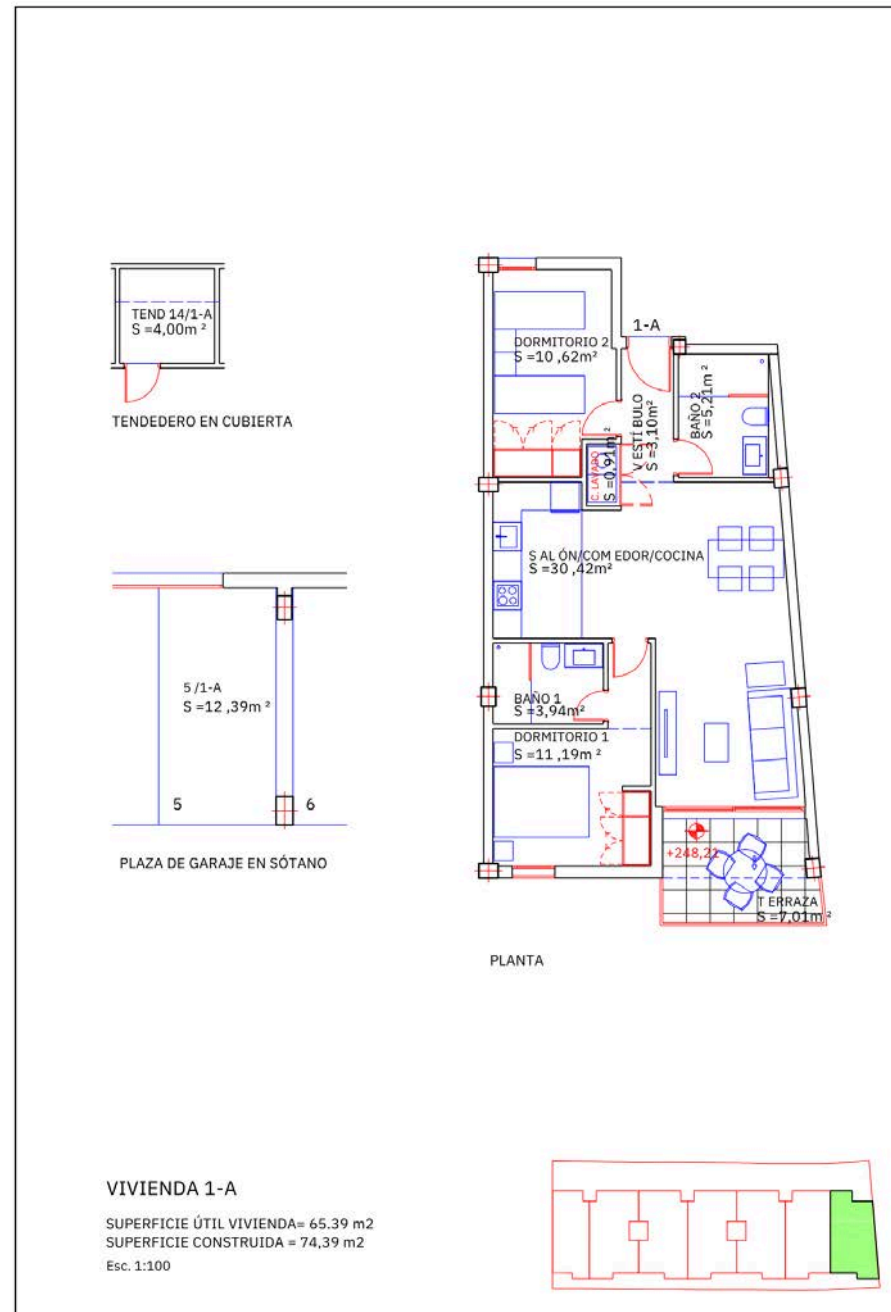 TEND 14/1-A
S =4,00m ²
TENDEDERO EN CUBIERTA
5 /1-A
S =12 ,39m ²
5
6
PLAZA DE GARAJE EN SÓTANO
1-A
DORMITORIO 2
S =10 ,62m²
V ESTÍ BULO
S =3,10m²
BAÑO 2
S =5,21m ²
C. LAVADO
S =0,91m ²
S AL ÓN/COM EDOR/COCINA
S =30 ,42m²
BAÑO 1
S =3,94m²
DORMITORIO 1
S =11 ,19m ²
+248,21
T ERRAZA
S =7,01m ²
PLANTA
VIVIENDA 1-A
SUPERFICIE ÚTIL VIVIENDA= 65.39 m2
SUPERFICIE CONSTRUIDA = 74,39 m2
Esc. 1:100